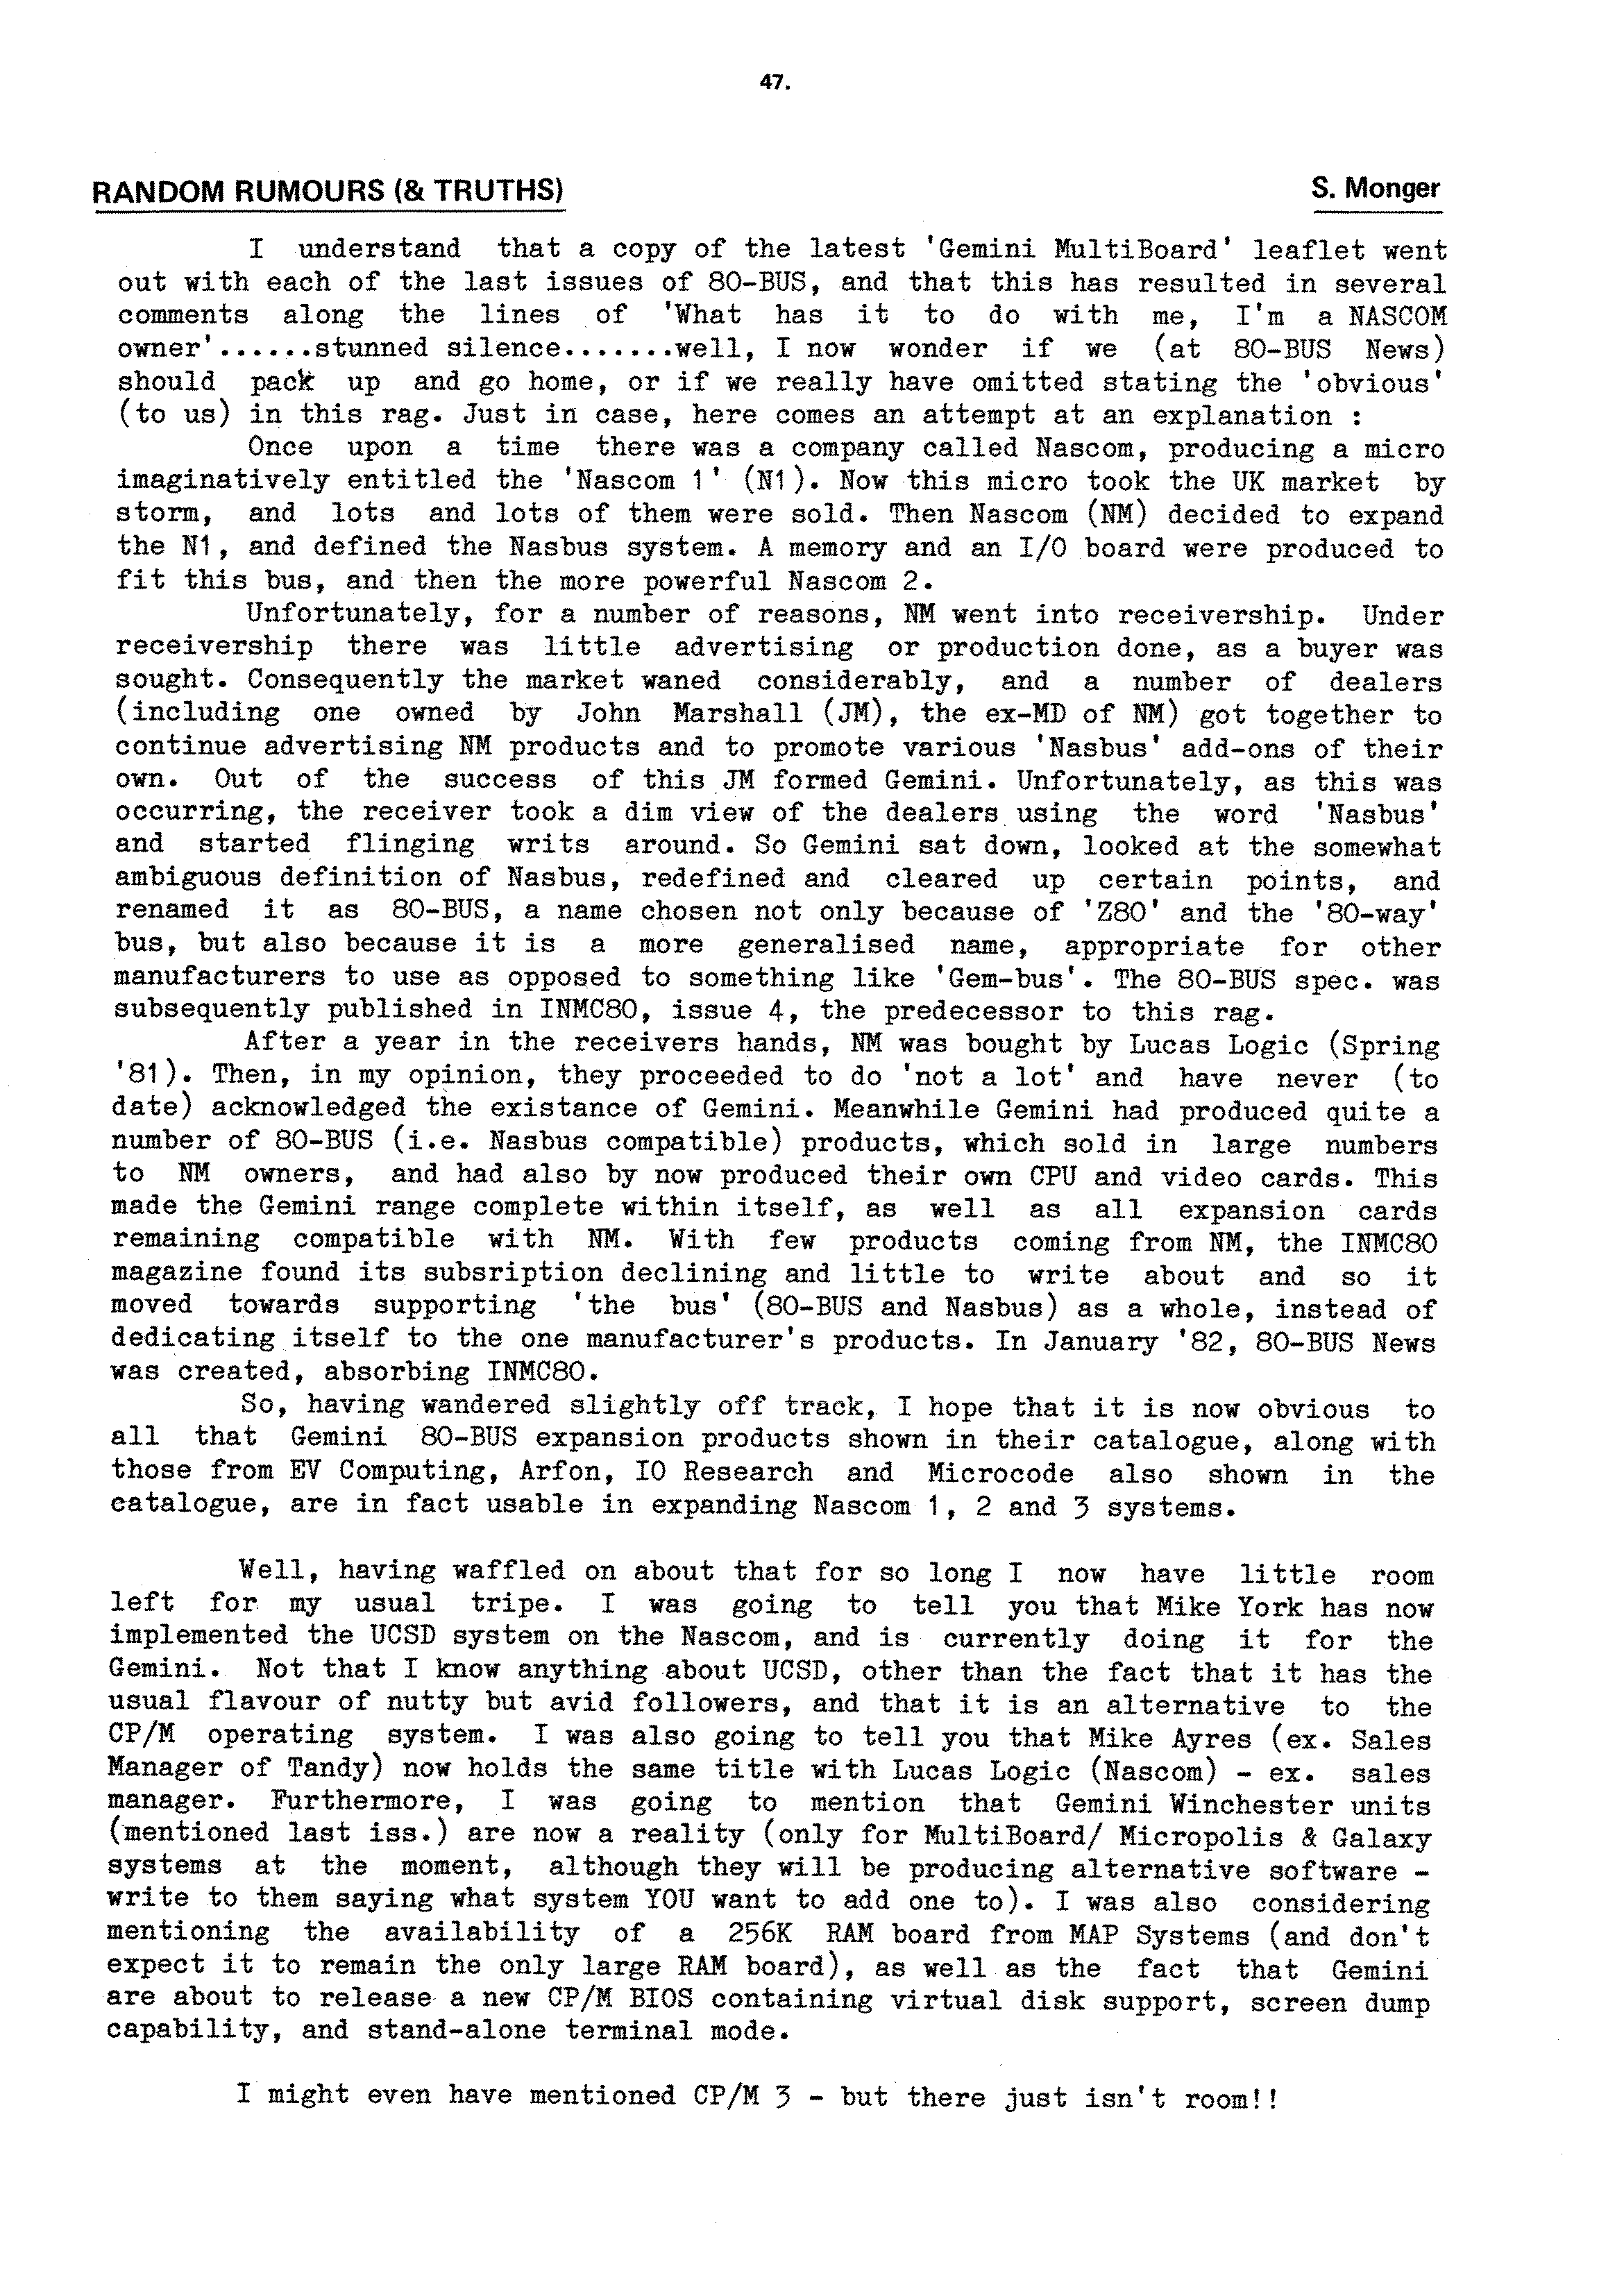 47.
RANDOM RUMOURS (& TRUTHS) S. Monger
I understand that a copy of the latest 'Gemini MultiBoard' leaflet went
out with each of the last issues of 80-BUS, and that this has resulted in several
comments along the lines of 'What has it to do with me, I'm a NASCOM
owner'......stunned silence.......well, I now wonder if we (at 80-BUS News)
should pack up and go home, or if we really have omitted stating the 'obvious'
(to us) in this rag. Just in case, here comes an attempt at an explanation :
Once upon a time there was a company called Nascom, producing a micro
imaginatively entitled the 'Nascom 1' (N1). Now this micro took the UK market by
storm, and lots and lots of them were sold. Then Nascom (NM) decided to expand
the N1, and defined the Nasbus system. A memory and an I/O board were produced to
fit this bus, and then the more powerful Nascom 2.
Unfortunately, for a number of reasons, NM went into receivership. Under
receivership there was little advertising or production done, as a buyer was
sought. Consequently the market waned considerably, and a number of dealers
(including one owned by John Marshall (JM), the ex-MD of NM) got together to
continue advertising NM products and to promote various 'Nasbus' add-ons of their
own. Out of the success of this JM formed Gemini. Unfortunately, as this was
occurring, the receiver took a dim view of the dealers using the word 'Nasbus'
and started flinging writs around. So Gemini sat down, looked at the somewhat
ambiguous definition of Nasbus, redefined and cleared up certain points, and
renamed it as 80-BUS, a name chosen not only because of 'Z80' and the '80-way'
bus, but also because it is a more generalised name, appropriate for other
manufacturers to use as opposed to something like 'Gem-bus'. The 80-BUS spec. was
subsequently published in INMC80, issue 4, the predecessor to this rag.
After a year in the receivers hands, NM was bought by Lucas Logic (Spring
'81). Then, in my opinion, they proceeded to do 'not a lot' and have never (to
date) acknowledged the existance of Gemini. Meanwhile Gemini had produced quite a
number of 80-BUS (i.e. Nasbus compatible) products, which sold in large numbers
to NM owners, and had also by now produced their own CPU and video cards. This
made the Gemini range complete within itself, as well as all expansion cards
remaining compatible with NM. With few products coming from NM, the INMC80
magazine found its subsription declining and little to write about and so it
moved towards supporting 'the bus' (80-BUS and Nasbus) as a whole, instead of
dedicating itself to the one manufacturer's products. In January '82, 80-BUS News
was created, absorbing INMC80.
So, having wandered slightly off track, I hope that it is now obvious to
all that Gemini 80-BUS expansion products shown in their catalogue, along with
those from EV Computing, Arfon, IO Research and Microcode also shown in the
catalogue, are in fact usable in expanding Nascom 1, 2 and 3 systems.
Well, having waffled on about that for so long I now have little room
left for my usual tripe. I was going to tell you that Mike York has now
implemented the UCSD system on the Nascom, and is currently doing it for the
Gemini. Not that I know anything about UCSD, other than the fact that it has the
usual flavour of nutty but avid followers, and that it is an alternative to the
CP/M operating system. I was also going to tell you that Mike Ayres (ex. Sales
Manager of Tandy) now holds the same title with Lucas Logic (Nascom) - ex. sales
manager. Furthermore, I was going to mention that Gemini Winchester units
(mentioned last iss.) are now a reality (only for MultiBoard/ Micropolis & Galaxy
systems at the moment, although they will be producing alternative software -
write to them saying what system YOU want to add one to). I was also considering
mentioning the availability of a 256K RAM board from MAP Systems (and don't
expect it to remain the only large RAM board), as well as the fact that Gemini
are about to release a new CP/M BIOS containing virtual disk support, screen dump
capability, and stand-alone terminal mode.
I might even have mentioned CP/M 3 - but there just isn't room!!